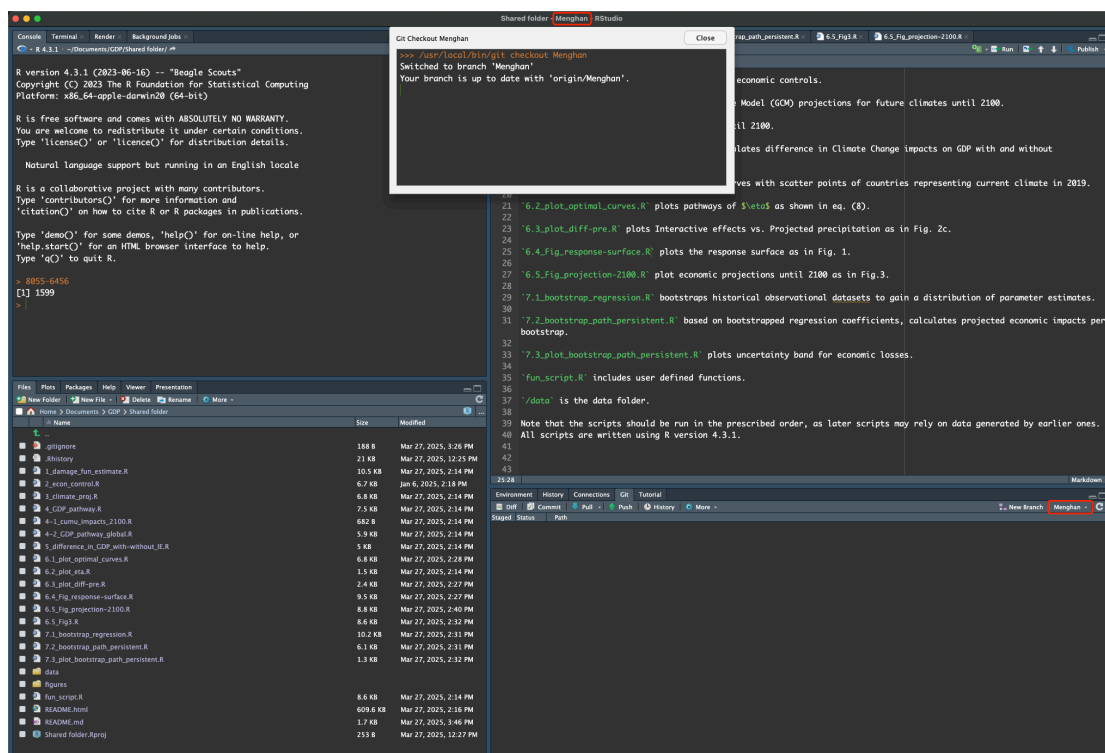 Shared folder - Menghan - RStudio
Console Terminal Render Background Jobs
R 4.3.1 · ~/Documents/GDP/Shared folder/
R version 4.3.1 (2023-06-16) -- "Beagle Scouts"
Copyright (C) 2023 The R Foundation for Statistical Computing
Platform: x86_64-apple-darwin20 (64-bit)
R is free software and comes with ABSOLUTELY NO WARRANTY.
You are welcome to redistribute it under certain conditions.
Type 'license()' or 'licence()' for distribution details.
Natural language support but running in an English locale
R is a collaborative project with many contributors.
Type 'contributors()' for more information and
'citation()' on how to cite R or R packages in publications.
Type 'demo()' for some demos, 'help()' for on-line help, or
'help.start()' for an HTML browser interface to help.
Type 'q()' to quit R.
> 8055-6456
[1] 1599
>
Git Checkout Menghan
Close
>>> /usr/local/bin/git checkout Menghan
Switched to branch 'Menghan'
Your branch is up to date with 'origin/Menghan'.
rap_path_persistent.R 6.5_Fig3.R 6.5_Fig_projection-2100.R
Run Publish
economic controls.
Model (GCM) projections for future climates until 2100.
il 2100.
lates difference in Climate Change impacts on GDP with and without
ves with scatter points of countries representing current climate in 2019.
21 `6.2_plot_optimal_curves.R` plots pathways of $\eta$ as shown in eq. (8).
22
23 `6.3_plot_diff-pre.R` plots Interactive effects vs. Projected precipitation as in Fig. 2c.
24
25 `6.4_Fig_response-surface.R` plots the response surface as in Fig. 1.
26
27 `6.5_Fig_projection-2100.R` plot economic projections until 2100 as in Fig.3.
28
29 `7.1_bootstrap_regression.R` bootstraps historical observational datasets to gain a distribution of parameter estimates.
30
31 `7.2_bootstrap_path_persistent.R` based on bootstrapped regression coefficients, calculates projected economic impacts per
bootstrap.
32
33 `7.3_plot_bootstrap_path_persistent.R` plots uncertainty band for economic losses.
34
35 `fun_script.R` includes user defined functions.
36
37 `/data` is the data folder.
38
39 Note that the scripts should be run in the prescribed order, as later scripts may rely on data generated by earlier ones.
40 All scripts are written using R version 4.3.1.
41
42
43
25:28 Markdown
Files Plots Packages Help Viewer Presentation
New Folder New File Delete Rename More
Home Documents GDP Shared folder
Name Size Modified
..
.gitignore 188 B Mar 27, 2025, 3:26 PM
.Rhistory 21 KB Mar 27, 2025, 12:25 PM
1_damage_fun_estimate.R 10.5 KB Mar 27, 2025, 2:14 PM
2_econ_control.R 6.7 KB Jan 6, 2025, 2:18 PM
3_climate_proj.R 6.8 KB Mar 27, 2025, 2:14 PM
4_GDP_pathway.R 7.5 KB Mar 27, 2025, 2:14 PM
4-1_cumu_impacts_2100.R 682 B Mar 27, 2025, 2:14 PM
4-2_GDP_pathway_global.R 5.9 KB Mar 27, 2025, 2:14 PM
5_difference_in_GDP_with-without_IE.R 5 KB Mar 27, 2025, 2:14 PM
6.1_plot_optimal_curves.R 6.8 KB Mar 27, 2025, 2:28 PM
6.2_plot_eta.R 1.5 KB Mar 27, 2025, 2:14 PM
6.3_plot_diff-pre.R 2.4 KB Mar 27, 2025, 2:27 PM
6.4_Fig_response-surface.R 9.5 KB Mar 27, 2025, 2:27 PM
6.5_Fig_projection-2100.R 8.8 KB Mar 27, 2025, 2:40 PM
6.5_Fig3.R 8.6 KB Mar 27, 2025, 2:32 PM
7.1_bootstrap_regression.R 10.2 KB Mar 27, 2025, 2:31 PM
7.2_bootstrap_path_persistent.R 6.1 KB Mar 27, 2025, 2:31 PM
7.3_plot_bootstrap_path_persistent.R 1.3 KB Mar 27, 2025, 2:32 PM
data
figures
fun_script.R 8.6 KB Mar 27, 2025, 2:14 PM
README.html 609.6 KB Mar 27, 2025, 2:16 PM
README.md 1.7 KB Mar 27, 2025, 3:46 PM
Shared folder.Rproj 253 B Mar 27, 2025, 12:27 PM
Environment History Connections Git Tutorial
Diff Commit Pull Push History More New Branch Menghan
Staged Status Path